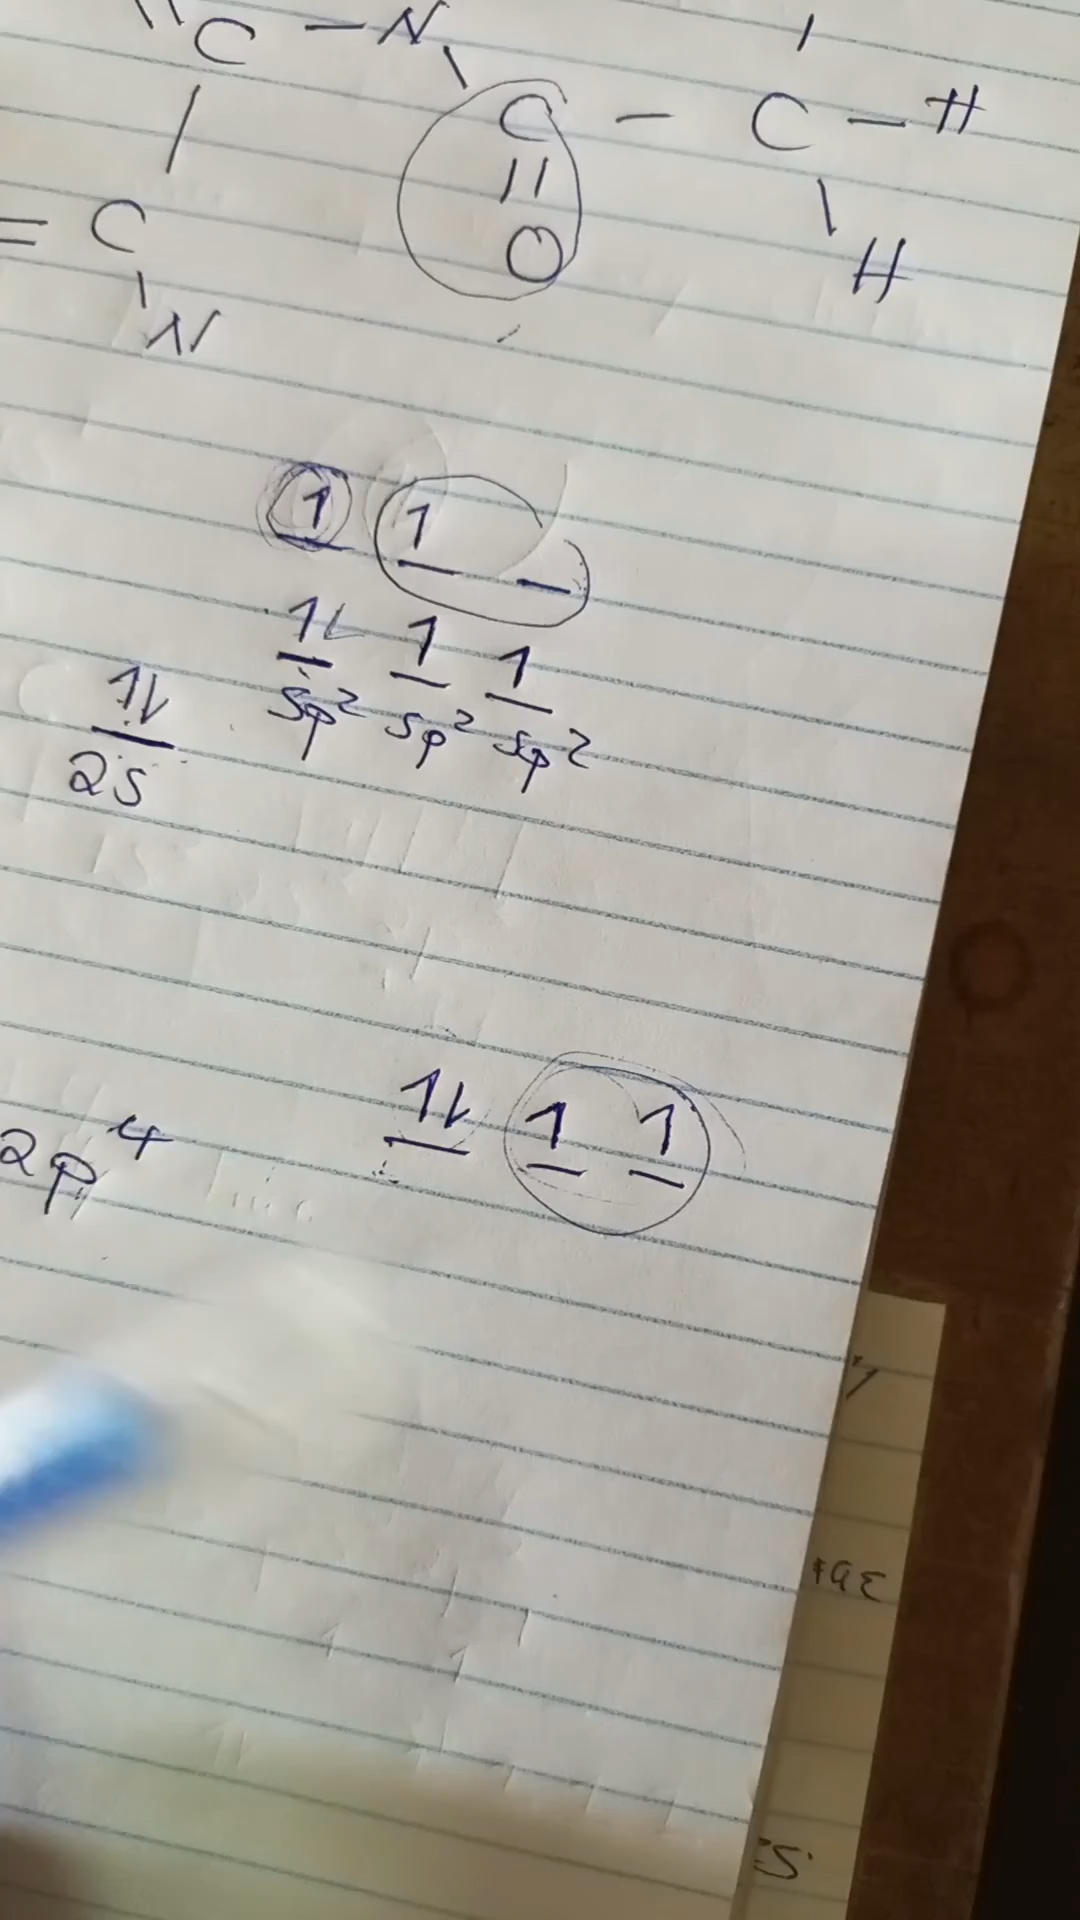 C – N
C – C – H
||
= C O H
N
1 1
1L 1 1
1L sp² sp² sp²
2S
2p⁴ 1L 1 1